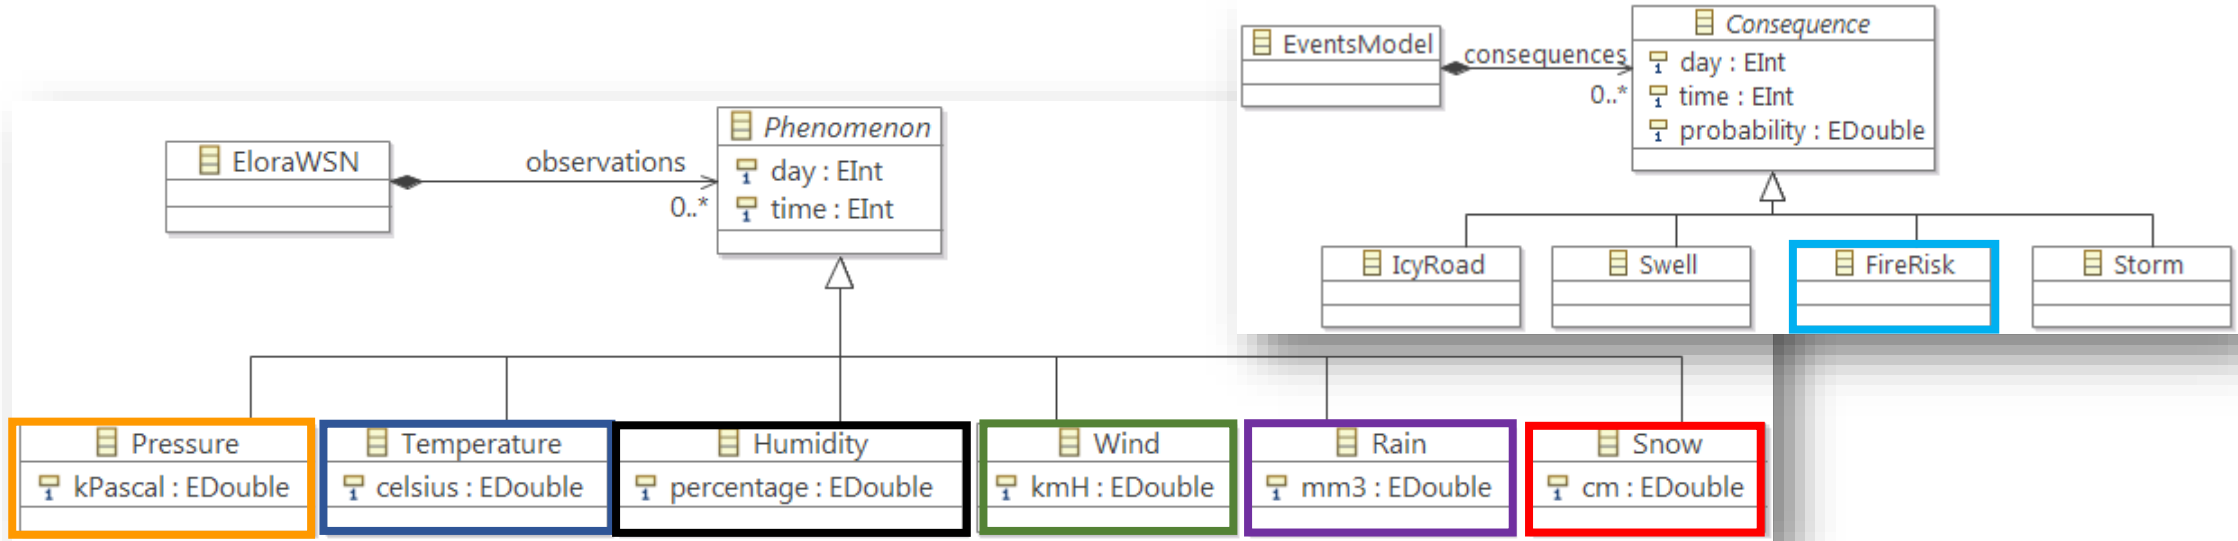 EventsModel
consequences
0..*
Consequence
day : EInt
time : EInt
probability : EDouble
IcyRoad
Swell
FireRisk
Storm
EloraWSN
observations
0..*
Phenomenon
day : EInt
time : EInt
Pressure
kPascal : EDouble
Temperature
celsius : EDouble
Humidity
percentage : EDouble
Wind
kmH : EDouble
Rain
mm3 : EDouble
Snow
cm : EDouble